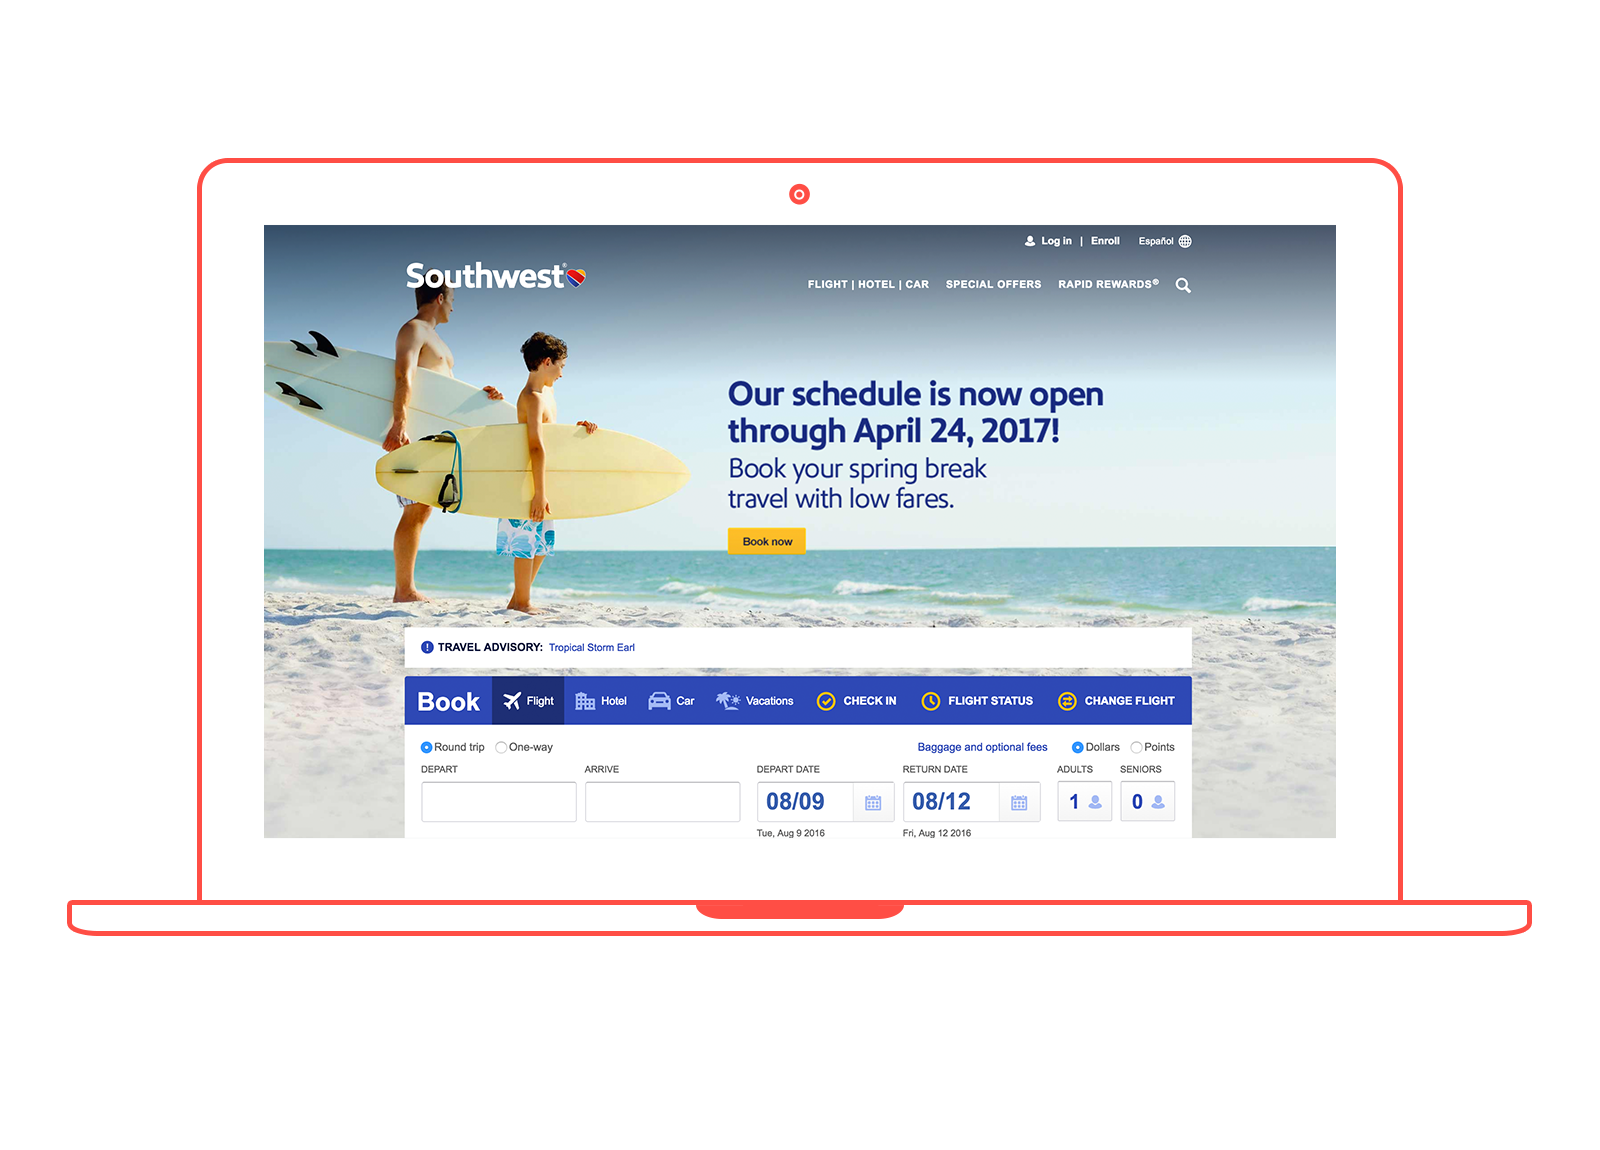 Log in | Enroll Español
Southwest®
FLIGHT | HOTEL | CAR SPECIAL OFFERS RAPID REWARDS®
Our schedule is now open
through April 24, 2017!
Book your spring break
travel with low fares.
Book now
TRAVEL ADVISORY: Tropical Storm Earl
Book Flight Hotel Car Vacations CHECK IN FLIGHT STATUS CHANGE FLIGHT
Round trip One-way Baggage and optional fees Dollars Points
DEPART ARRIVE DEPART DATE RETURN DATE ADULTS SENIORS
08/09 08/12 1 0
Tue, Aug 9 2016 Fri, Aug 12 2016